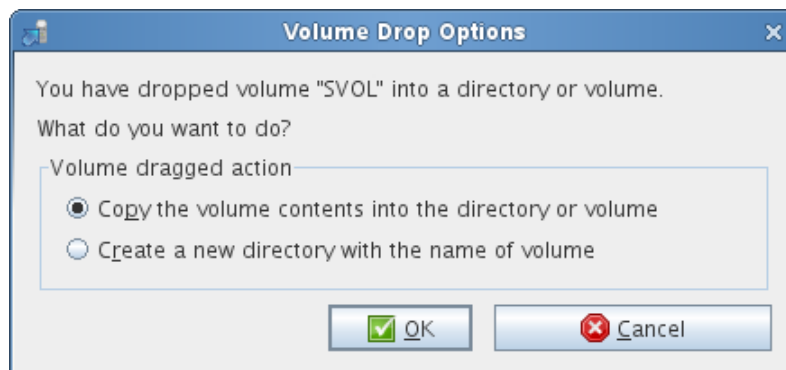 Volume Drop Options
You have dropped volume "SVOL" into a directory or volume.
What do you want to do?
Volume dragged action
Copy the volume contents into the directory or volume
Create a new directory with the name of volume
OK
Cancel